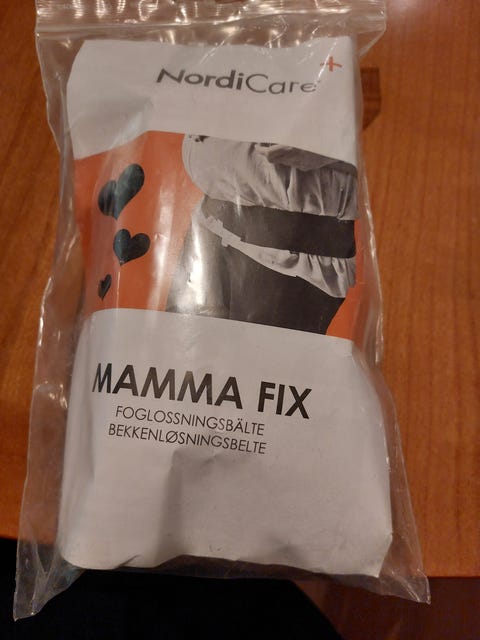 NordiCare+
MAMMA FIX
FOGLOSSNINGSBÄLTE
BEKKENLØSNINGSBELTE